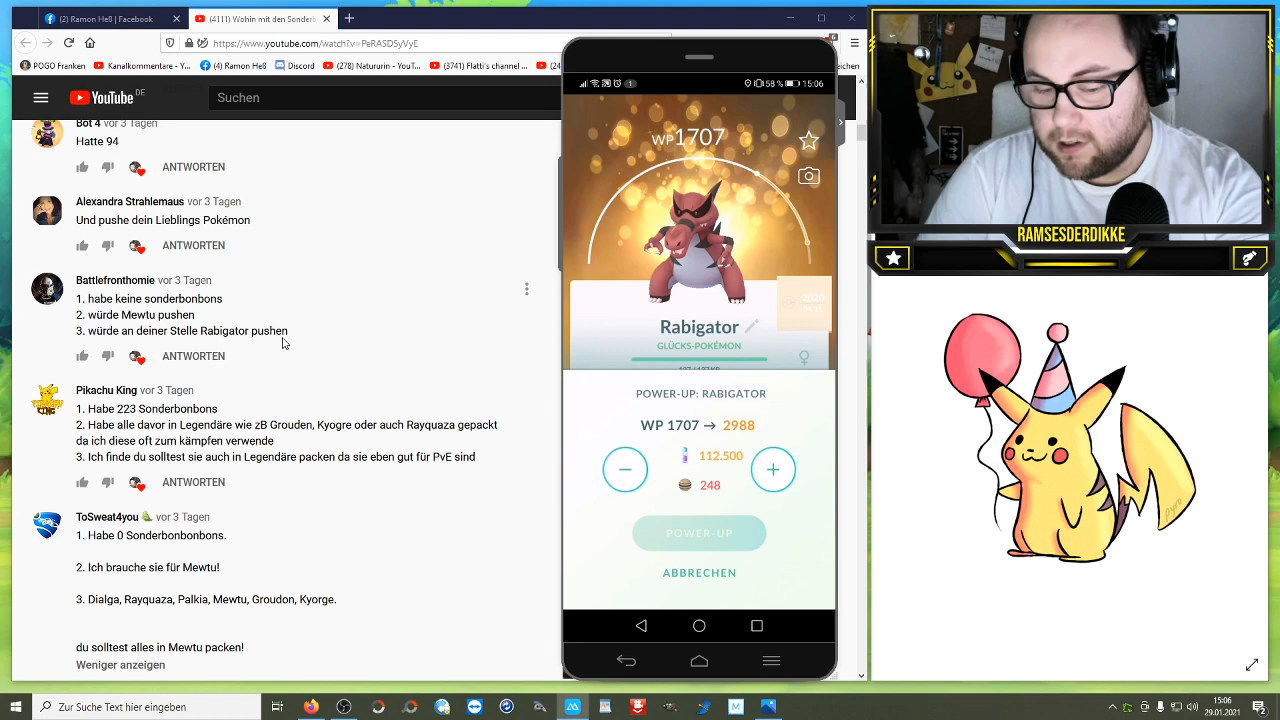 (2) Ramon Heß | Facebook
(4111) Wohin mit den Sonderb
https://www.youtube.com/watch?v=PeRASDSyVyE
POGO Franken
Kanalkommentare - Y...
(4) Ramon Heß
Discord
(278) Natururin - YouT...
(3741) Flatti's channel ...
YouTube DE
Suchen
Bot 4 vor 3 Tagen
Hatte 94
ANTWORTEN
Alexandra Strahlemaus vor 3 Tagen
Und pushe dein Lieblings Pokémon
ANTWORTEN
Battlefronthomie vor 3 Tagen
1. habe keine sonderbonbons
2. würde Mewtu pushen
3. würde an deiner Stelle Rabigator pushen
ANTWORTEN
Pikachu King vor 3 Tagen
1. Habe 223 Sonderbonbons
2. Habe alle davor in Legendäre wie zB Grouden, Kyogre oder auch Rayquaza gepackt
da ich diese oft zum kämpfen verwende
3. Ich finde du solltest sie auch in Legendäre packen da sie eben gut für PvE sind
ANTWORTEN
ToSweat4you vor 3 Tagen
1. Habe 0 Sonderbonbonbons.
2. Ich brauche sie für Mewtu!
3. Dialga, Rayquaza, Palkia, Mewtu, Groudon, Kyorge.
du solltest alles in Mewtu packen!
Weniger anzeigen
1
58 %
15:06
WP1707
2020
Rabigator
GLÜCKS-POKÉMON
POWER-UP: RABIGATOR
WP 1707 → 2988
112.500
248
POWER-UP
ABBRECHEN
RAMSESDERDIKKE
Zur Suche Text hier eingeben
15:06
29.01.2021
2